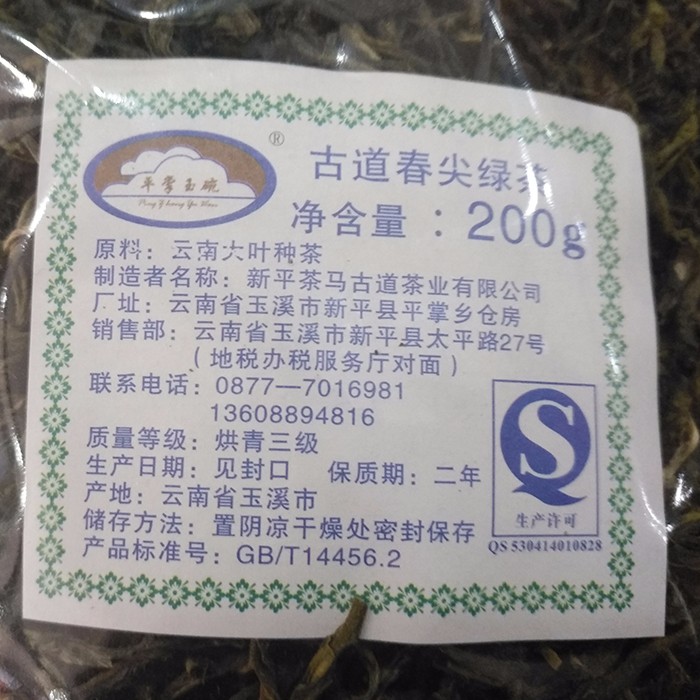 ®
平掌玉碗
Ping Zhang Yu Wan
古道春尖绿茶
净含量：200g
原料：云南大叶种茶
制造者名称：新平茶马古道茶业有限公司
厂址：云南省玉溪市新平县平掌乡仓房
销售部：云南省玉溪市新平县太平路27号
（地税办税服务厅对面）
联系电话：0877—7016981
13608894816
质量等级：烘青三级
生产日期：见封口 保质期：二年
产地：云南省玉溪市
储存方法：置阴凉干燥处密封保存
产品标准号：GB/T14456.2
生产许可
QS 530414010828